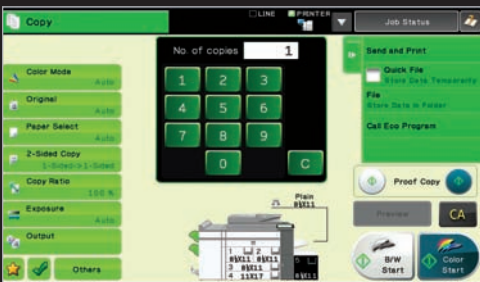 Copy
LINE
PRINTER
Job Status
No. of copies 1
1 2 3
4 5 6
7 8 9
0 C
Color Mode
Auto
Original
Auto
Paper Select
Auto
2-Sided Copy
1-Sided->1-Sided
Copy Ratio
100 %
Exposure
Auto
Output
Others
Send and Print
Quick File
Store Data Temporarily
File
Store Data in Folder
Call Eco Program
Proof Copy
Preview
CA
B/W
Start
Color
Start
Plain
8½X11
1 2
8½X11 8½X11
3 8½X11
4 11X17
5
8½X11